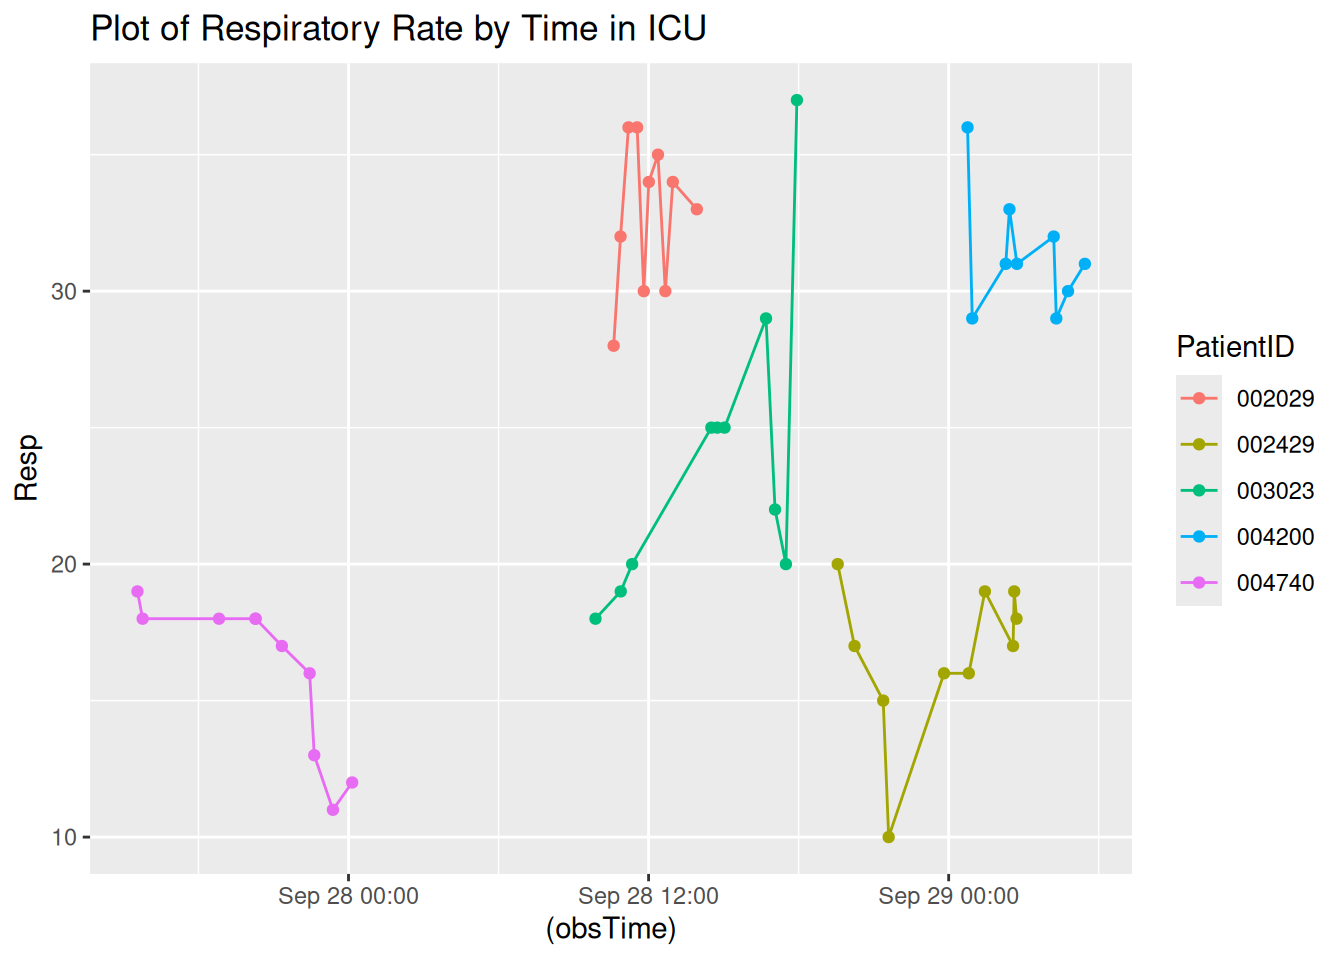 Plot of Respiratory Rate by Time in ICU
Resp
30
20
10
Sep 28 00:00
Sep 28 12:00
Sep 29 00:00
(obsTime)
PatientID
002029
002429
003023
004200
004740